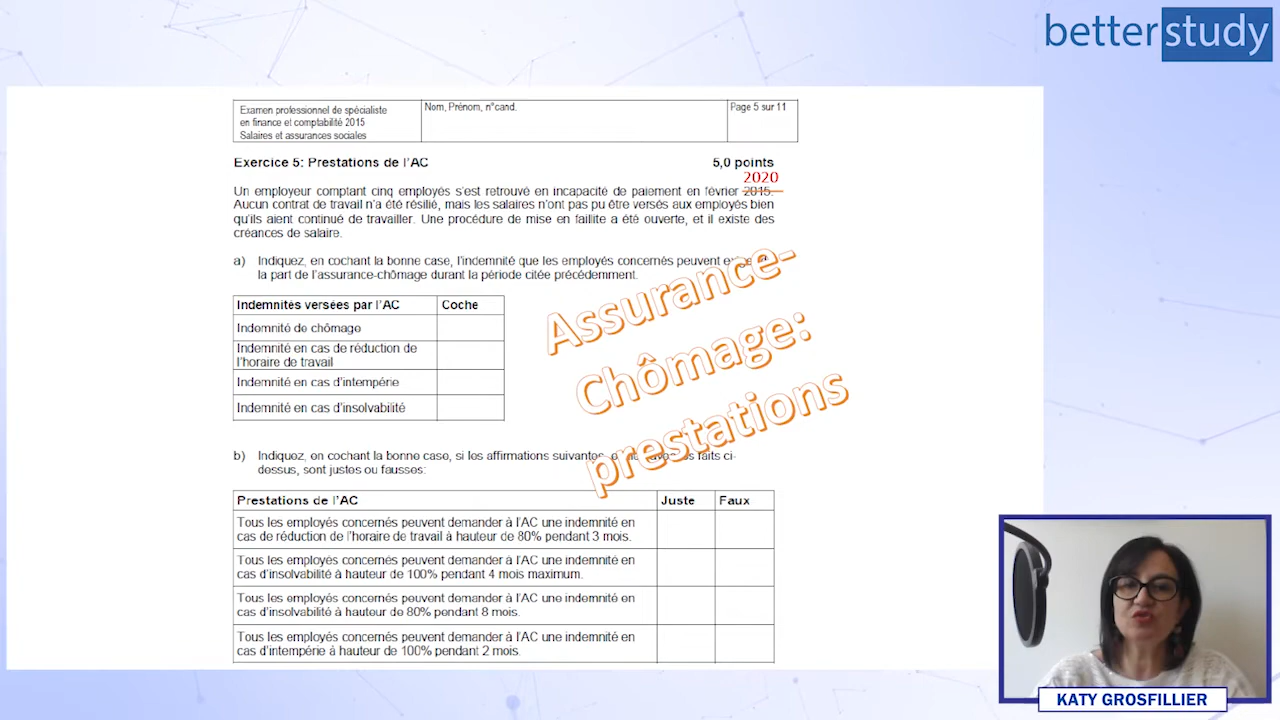 betterstudy
Examen professionnel de spécialiste
en finance et comptabilité 2015
Salaires et assurances sociales
Nom, Prénom, n°cand.
Page 5 sur 11
Exercice 5: Prestations de l'AC
5,0 points
2020
Un employeur comptant cinq employés s'est retrouvé en incapacité de paiement en février 2015.
Aucun contrat de travail n'a été résilié, mais les salaires n'ont pas pu être versés aux employés bien
qu'ils aient continué de travailler. Une procédure de mise en faillite a été ouverte, et il existe des
créances de salaire.
a) Indiquez, en cochant la bonne case, l'indemnité que les employés concernés peuvent
la part de l'assurance-chômage durant la période citée précédemment.
Indemnités versées par l'AC
Coche
Indemnité de chômage
Indemnité en cas de réduction de
l'horaire de travail
Indemnité en cas d'intempérie
Indemnité en cas d'insolvabilité
Assurance-
Chômage:
prestations
b) Indiquez, en cochant la bonne case, si les affirmations suivantes, faits ci-
dessus, sont justes ou fausses:
Prestations de l'AC
Juste
Faux
Tous les employés concernés peuvent demander à l'AC une indemnité en
cas de réduction de l'horaire de travail à hauteur de 80% pendant 3 mois.
Tous les employés concernés peuvent demander à l'AC une indemnité en
cas d'insolvabilité à hauteur de 100% pendant 4 mois maximum.
Tous les employés concernés peuvent demander à l'AC une indemnité en
cas d'insolvabilité à hauteur de 80% pendant 8 mois.
Tous les employés concernés peuvent demander à l'AC une indemnité en
cas d'intempérie à hauteur de 100% pendant 2 mois.
KATY GROSFILLIER